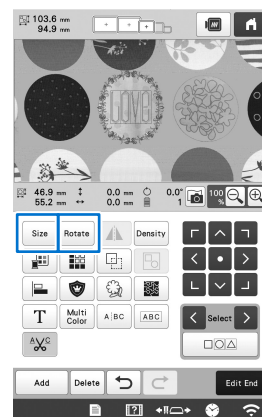 103.6 mm
94.9 mm
LOVE
46.9 mm 0.0 mm 0.0°
55.2 mm 0.0 mm 1
100 %
Size Rotate Density
T Multi Color A BC ABC
Select
A C
Add Delete Edit End
[?]